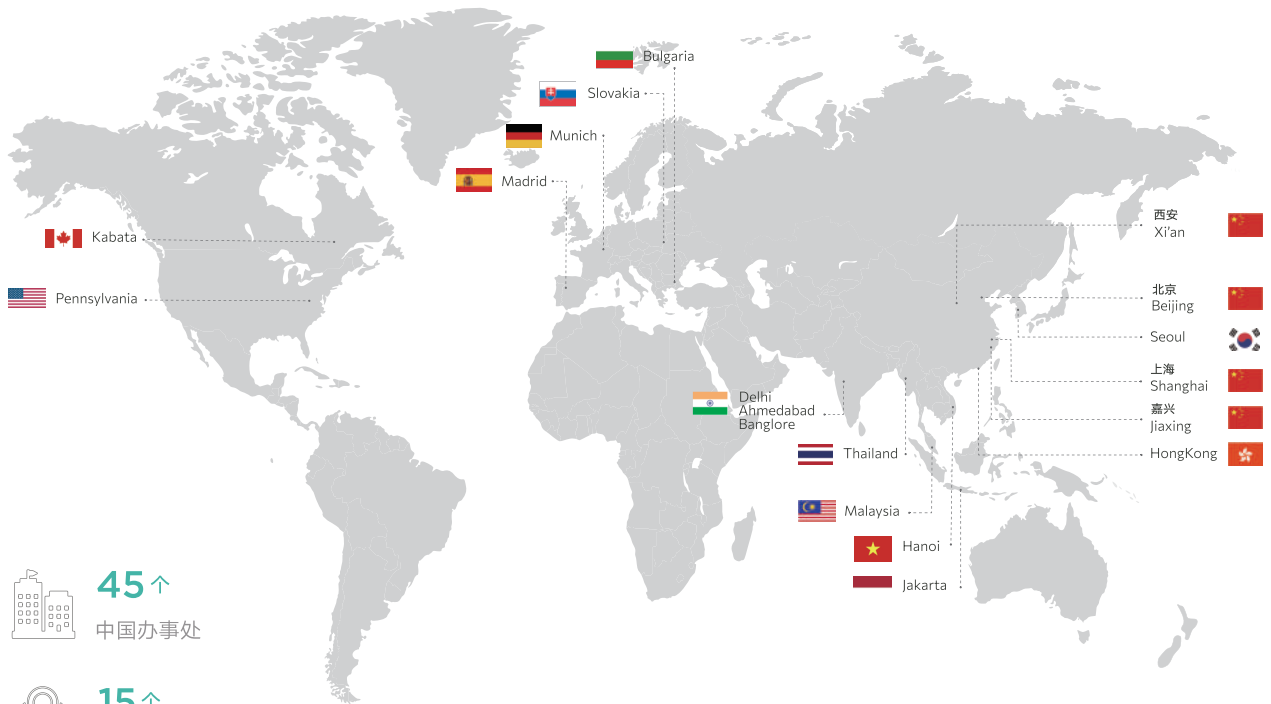 Bulgaria
Slovakia
Munich
Madrid
Kabata
Pennsylvania
西安
Xi'an
北京
Beijing
Seoul
上海
Shanghai
嘉兴
Jiaxing
HongKong
Delhi
Ahmedabad
Banglore
Thailand
Malaysia
Hanoi
Jakarta
45个
中国办事处
15个